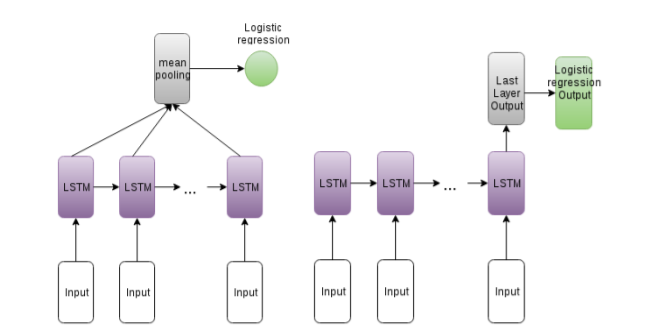 Logistic
regression
mean
pooling
LSTM
LSTM
...
LSTM
Input
Input
Input
Last
Layer
Output
Logistic
regression
Output
LSTM
LSTM
...
LSTM
Input
Input
Input